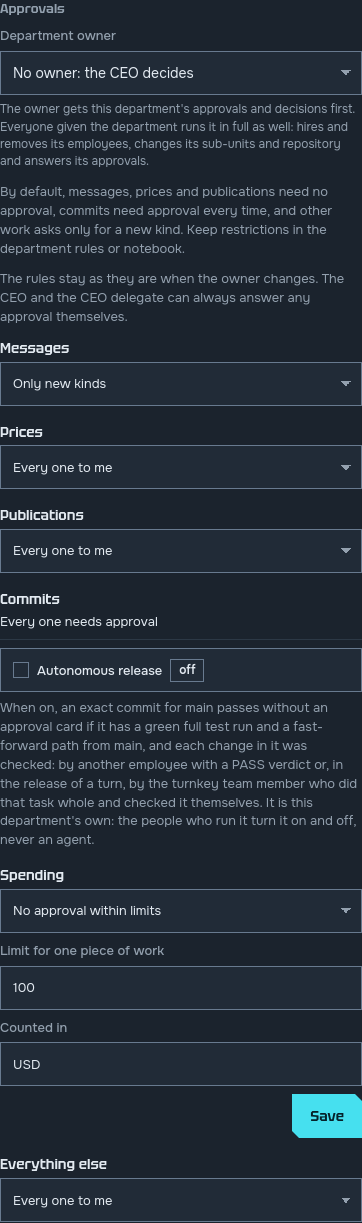 Approvals
Department owner
No owner: the CEO decides
The owner gets this department's approvals and decisions first.
Everyone given the department runs it in full as well: hires and
removes its employees, changes its sub-units and repository
and answers its approvals.
By default, messages, prices and publications need no
approval, commits need approval every time, and other
work asks only for a new kind. Keep restrictions in the
department rules or notebook.
The rules stay as they are when the owner changes. The
CEO and the CEO delegate can always answer any
approval themselves.
Messages
Only new kinds
Prices
Every one to me
Publications
Every one to me
Commits
Every one needs approval
Autonomous release off
When on, an exact commit for main passes without an
approval card if it has a green full test run and a fast-
forward path from main, and each change in it was
checked: by another employee with a PASS verdict or, in
the release of a turn, by the turnkey team member who did
that task whole and checked it themselves. It is this
department's own: the people who run it turn it on and off,
never an agent.
Spending
No approval within limits
Limit for one piece of work
100
Counted in
USD
Save
Everything else
Every one to me